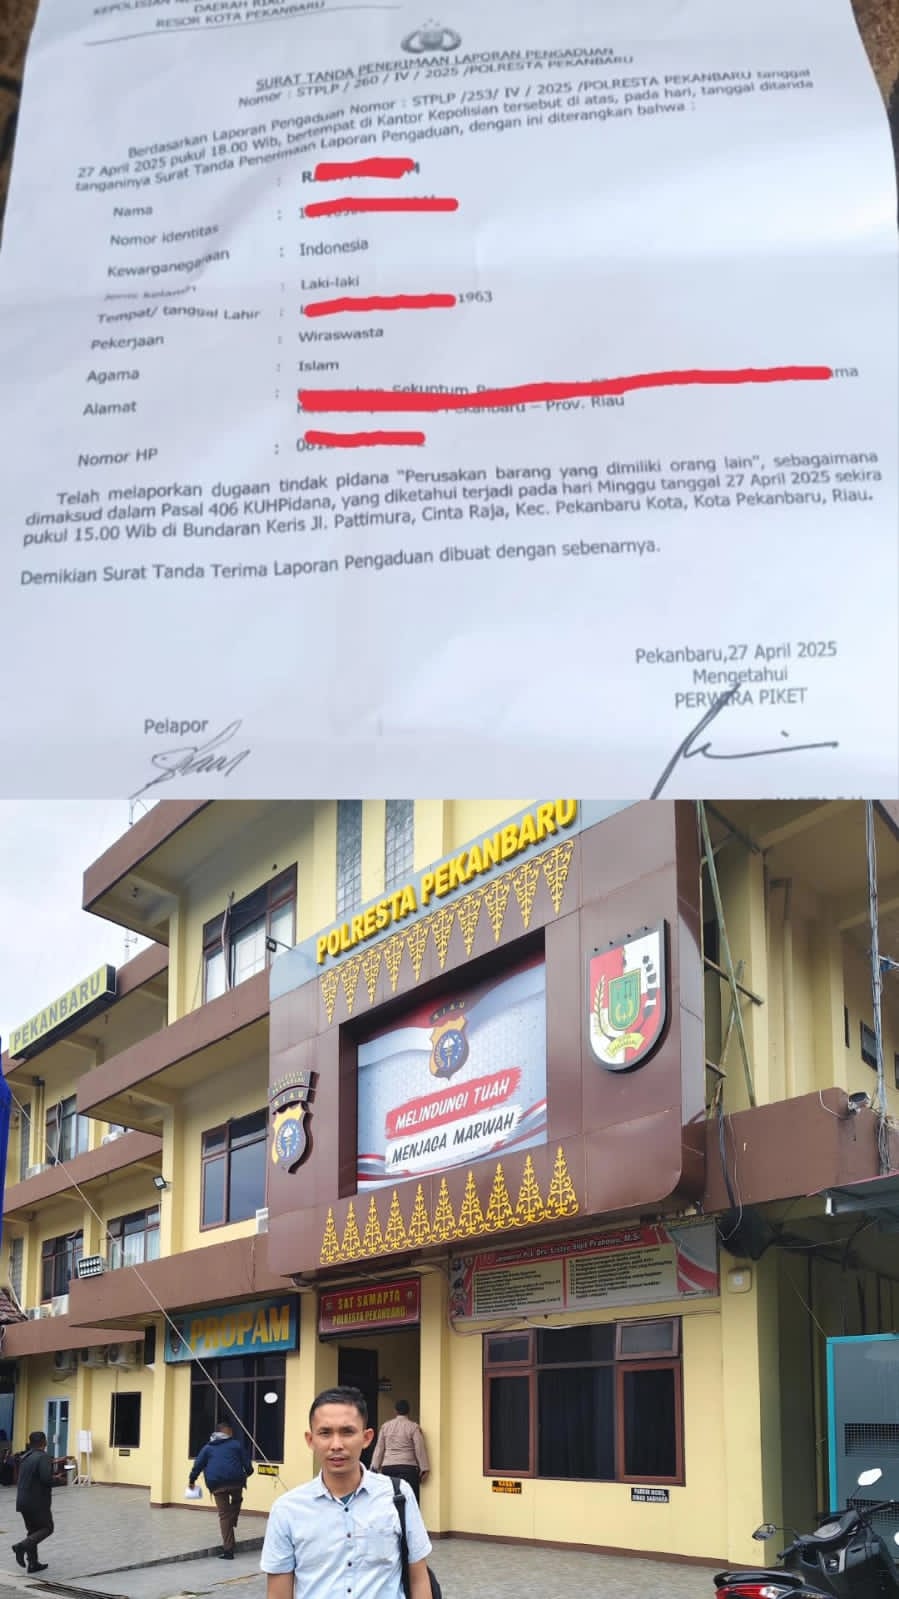 DAERAH RIAU
RESOR KOTA PEKANBARU
SURAT TANDA PENERIMAAN LAPORAN PENGADUAN
Nomor : STPLP / 260 / IV / 2025 /POLRESTA PEKANBARU
Berdasarkan Laporan Pengaduan Nomor : STPLP /253/ IV / 2025 /POLRESTA PEKANBARU tanggal
27 April 2025 pukul 18.00 Wib, bertempat di Kantor Kepolisian tersebut di atas, pada hari, tanggal ditanda
tanganinya Surat Tanda Penerimaan Laporan Pengaduan, dengan ini diterangkan bahwa :
Nama :
Nomor identitas :
Kewarganegaraan : Indonesia
: Laki-laki
Tempat/ tanggal Lahir : 1963
Pekerjaan : Wiraswasta
Agama : Islam
Alamat : Sekuntum
Pekanbaru – Prov. Riau
Nomor HP :
Telah melaporkan dugaan tindak pidana "Perusakan barang yang dimiliki orang lain", sebagaimana
dimaksud dalam Pasal 406 KUHPidana, yang diketahui terjadi pada hari Minggu tanggal 27 April 2025 sekira
pukul 15.00 Wib di Bundaran Keris Jl. Pattimura, Cinta Raja, Kec. Pekanbaru Kota, Kota Pekanbaru, Riau.
Demikian Surat Tanda Terima Laporan Pengaduan dibuat dengan sebenarnya.
Pekanbaru,27 April 2025
Mengetahui
PERWIRA PIKET
Pelapor
POLRESTA PEKANBARU
PEKANBARU
RIAU
RIAU
MELINDUNGI TUAH
MENJAGA MARWAH
PROPAM
SAT SAMAPTA
POLRESTA PEKANBARU